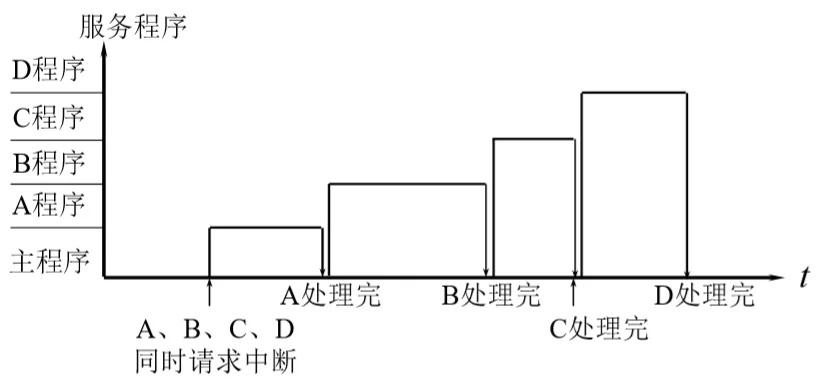 服务程序
D程序
C程序
B程序
A程序
主程序
t
A处理完
B处理完
D处理完
A、B、C、D
同时请求中断
C处理完